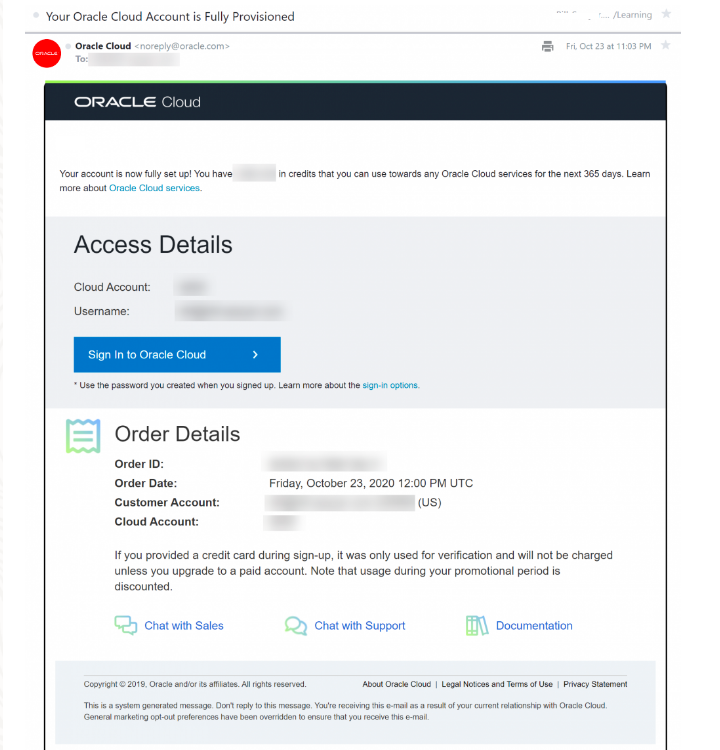 Your Oracle Cloud Account is Fully Provisioned
/Learning
ORACLE
Oracle Cloud <noreply@oracle.com>
Fri, Oct 23 at 11:03 PM
To:
ORACLE Cloud
Your account is now fully set up! You have in credits that you can use towards any Oracle Cloud services for the next 365 days. Learn
more about Oracle Cloud services.
Access Details
Cloud Account:
Username:
Sign In to Oracle Cloud >
* Use the password you created when you signed up. Learn more about the sign-in options.
Order Details
Order ID:
Order Date: Friday, October 23, 2020 12:00 PM UTC
Customer Account: (US)
Cloud Account:
If you provided a credit card during sign-up, it was only used for verification and will not be charged
unless you upgrade to a paid account. Note that usage during your promotional period is
discounted.
Chat with Sales
Chat with Support
Documentation
Copyright © 2019, Oracle and/or its affiliates. All rights reserved.
About Oracle Cloud | Legal Notices and Terms of Use | Privacy Statement
This is a system generated message. Don't reply to this message. You're receiving this e-mail as a result of your current relationship with Oracle Cloud.
General marketing opt-out preferences have been overridden to ensure that you receive this e-mail.